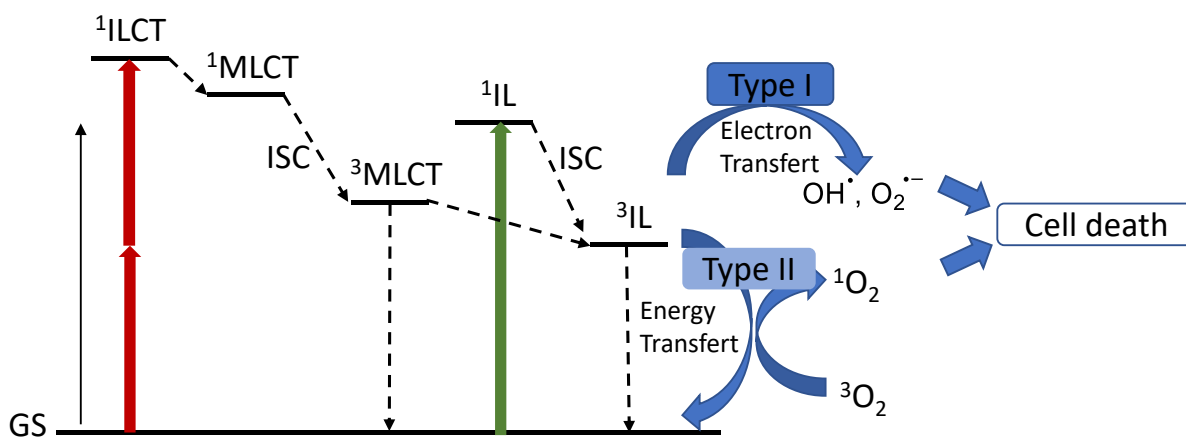 ¹ILCT
¹MLCT
ISC
³MLCT
¹IL
ISC
³IL
GS
Type I
Electron
Transfert
OH˙, O₂˙⁻
Cell death
Type II
Energy
Transfert
¹O₂
³O₂